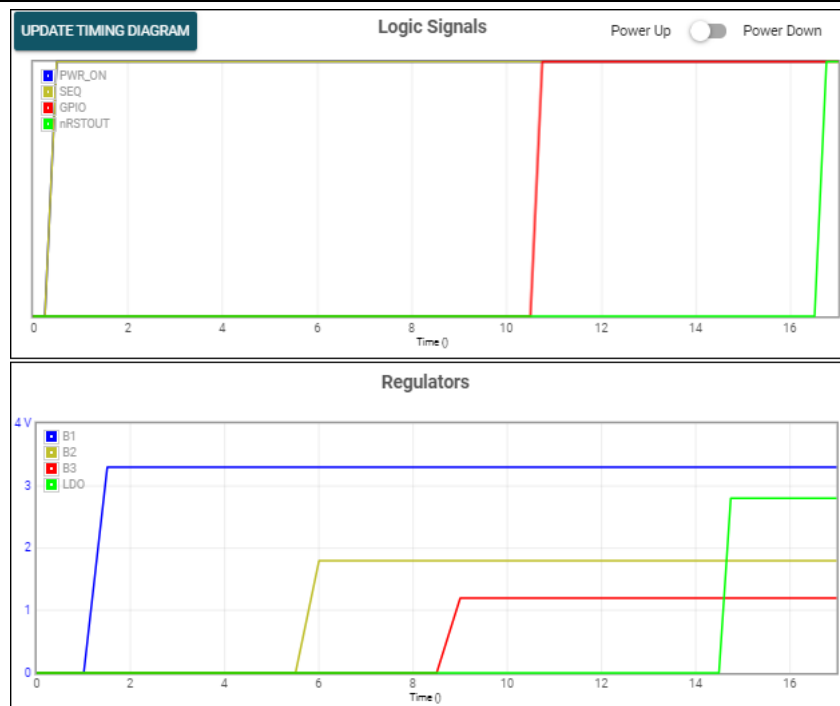 UPDATE TIMING DIAGRAM Logic Signals Power Up Power Down
PWR_ON
SEQ
GPIO
nRSTOUT
0 2 4 6 8 10 12 14 16
Time ()
Regulators
4 V
B1
B2
B3
LDO
3
2
1
0
0 2 4 6 8 10 12 14 16
Time ()